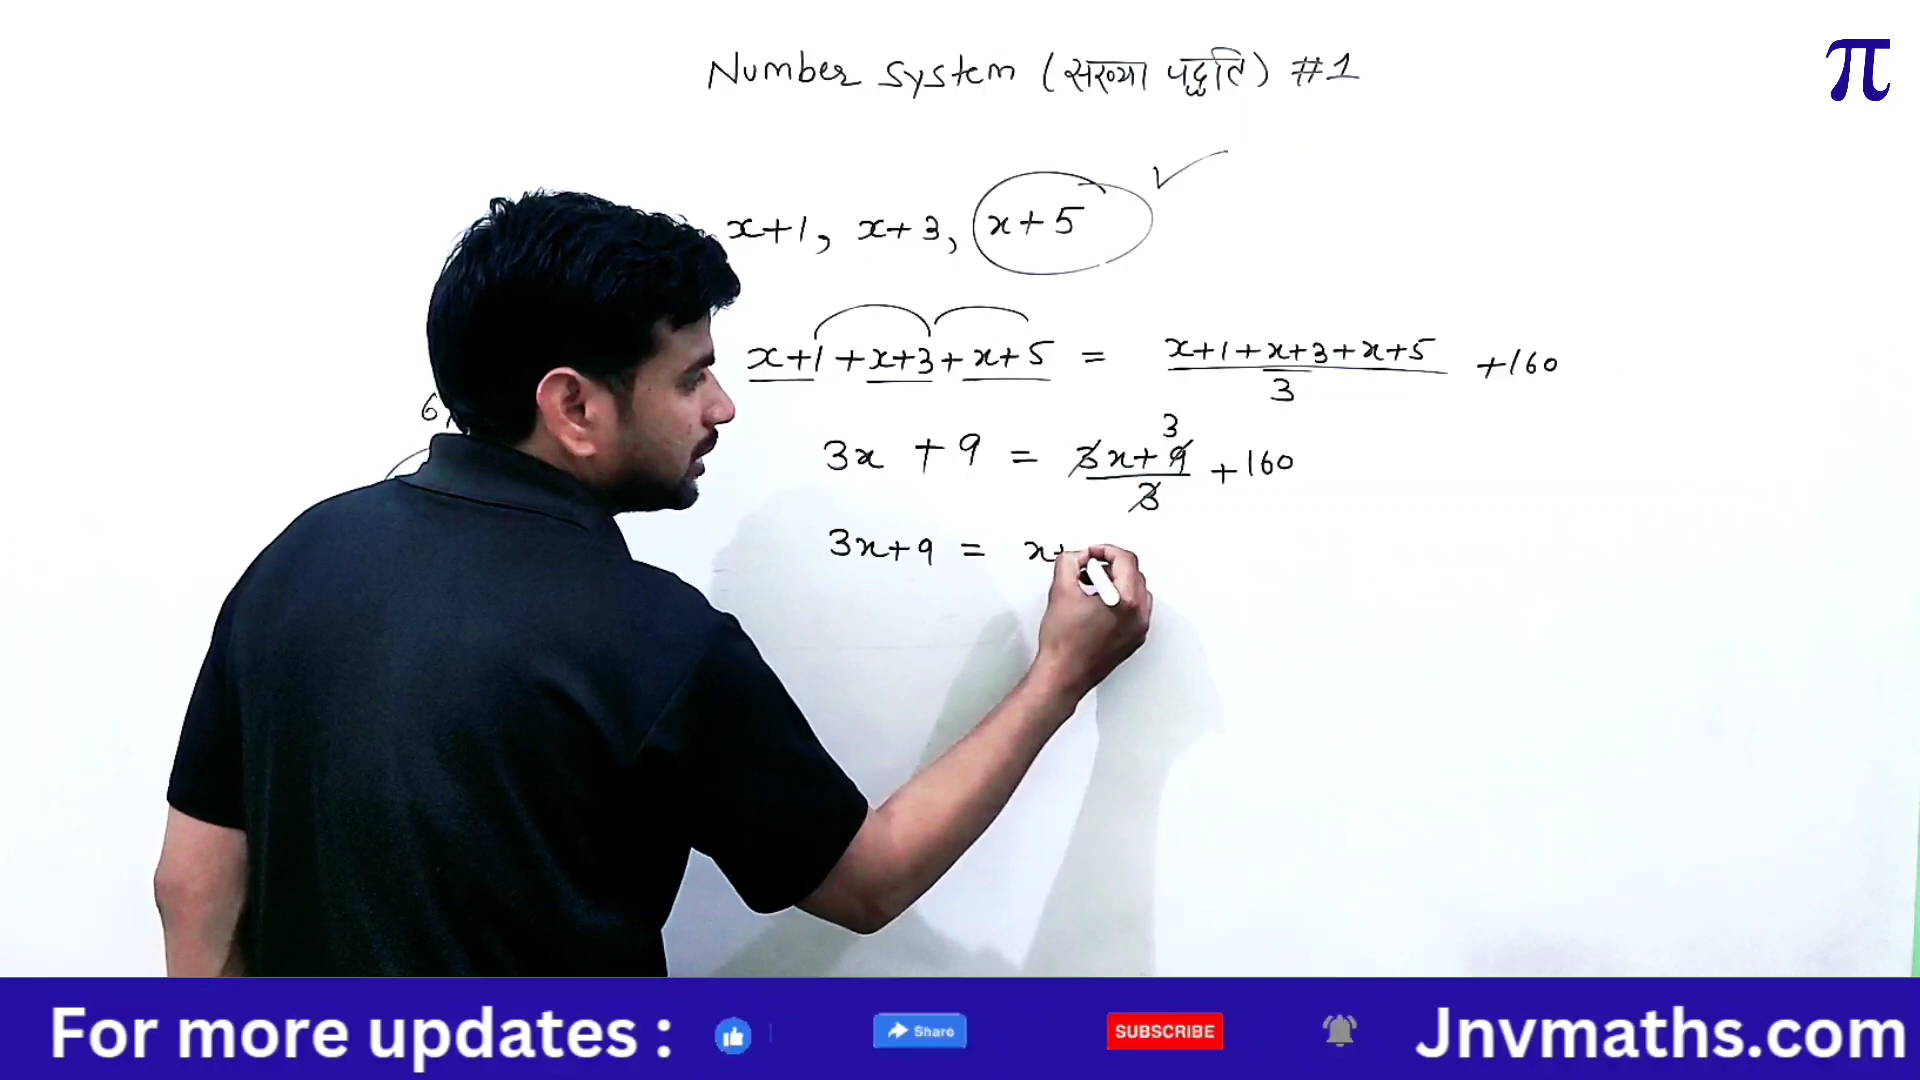 Number System (संख्या पद्धति) #1
π
x+1, x+3, x+5
x+1+x+3+x+5 = x+1+x+3+x+5/3 +160
6,
3
3x + 9 = 3x+9/3 +160
3x+9 = x+
For more updates : Share SUBSCRIBE Jnvmaths.com